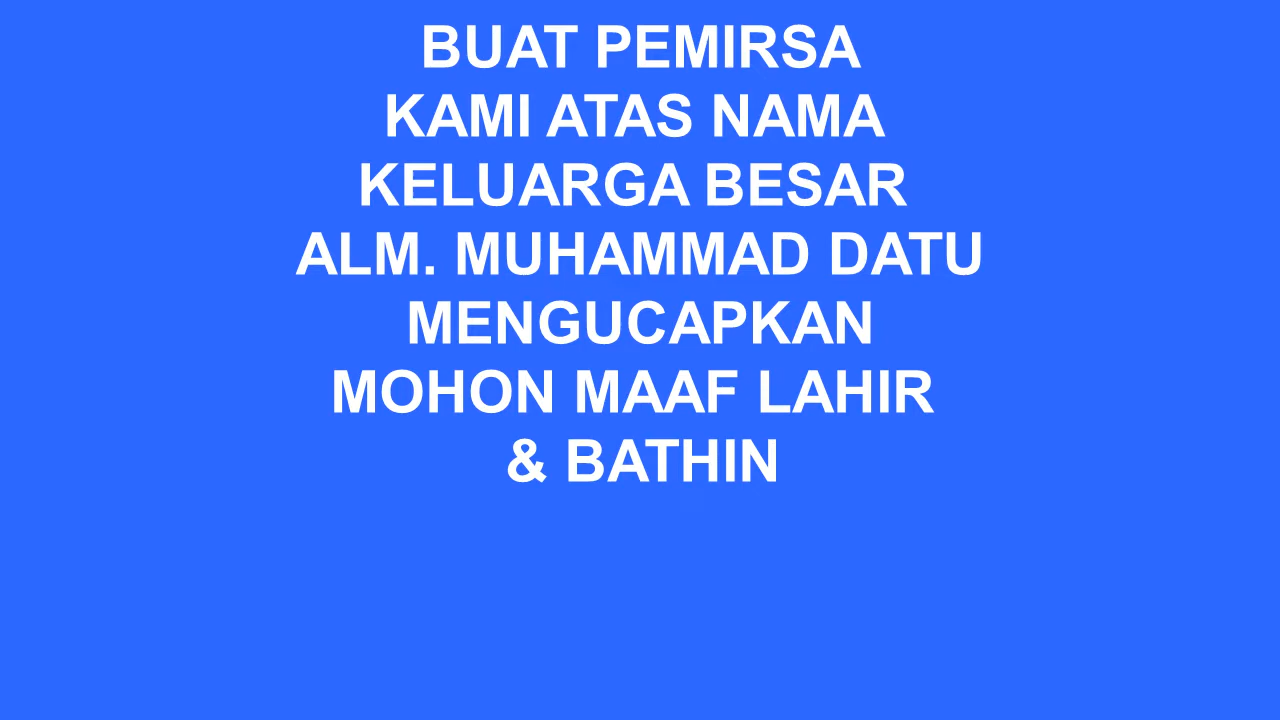 BUAT PEMIRSA
KAMI ATAS NAMA
KELUARGA BESAR
ALM. MUHAMMAD DATU
MENGUCAPKAN
MOHON MAAF LAHIR
& BATHIN